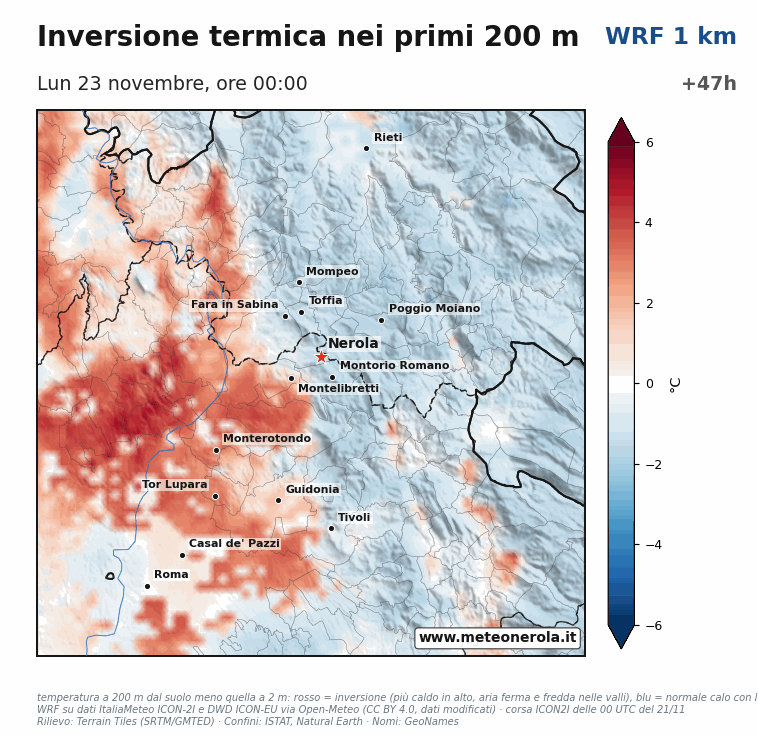 Inversione termica nei primi 200 m
WRF 1 km
Lun 23 novembre, ore 00:00
+47h
Rieti
Mompeo
Toffia
Fara in Sabina
Poggio Moiano
Nerola
Montorio Romano
Montelibretti
Monterotondo
Tor Lupara
Guidonia
Tivoli
Casal de' Pazzi
Roma
www.meteonerola.it
6
4
2
0
−2
−4
−6
°C
temperatura a 200 m dal suolo meno quella a 2 m: rosso = inversione (più caldo in alto, aria ferma e fredda nelle valli), blu = normale calo con
WRF su dati ItaliaMeteo ICON-2I e DWD ICON-EU via Open-Meteo (CC BY 4.0, dati modificati) · corsa ICON2I delle 00 UTC del 21/11
Rilievo: Terrain Tiles (SRTM/GMTED) · Confini: ISTAT, Natural Earth · Nomi: GeoNames